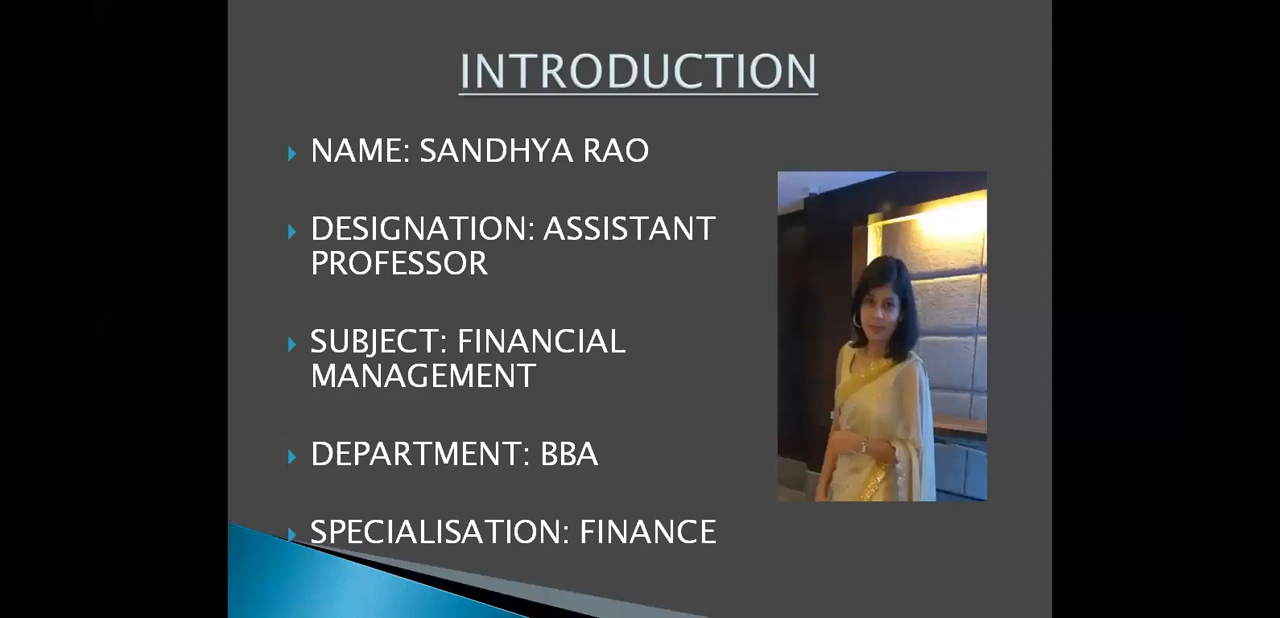 INTRODUCTION
NAME: SANDHYA RAO
DESIGNATION: ASSISTANT
PROFESSOR
SUBJECT: FINANCIAL
MANAGEMENT
DEPARTMENT: BBA
SPECIALISATION: FINANCE